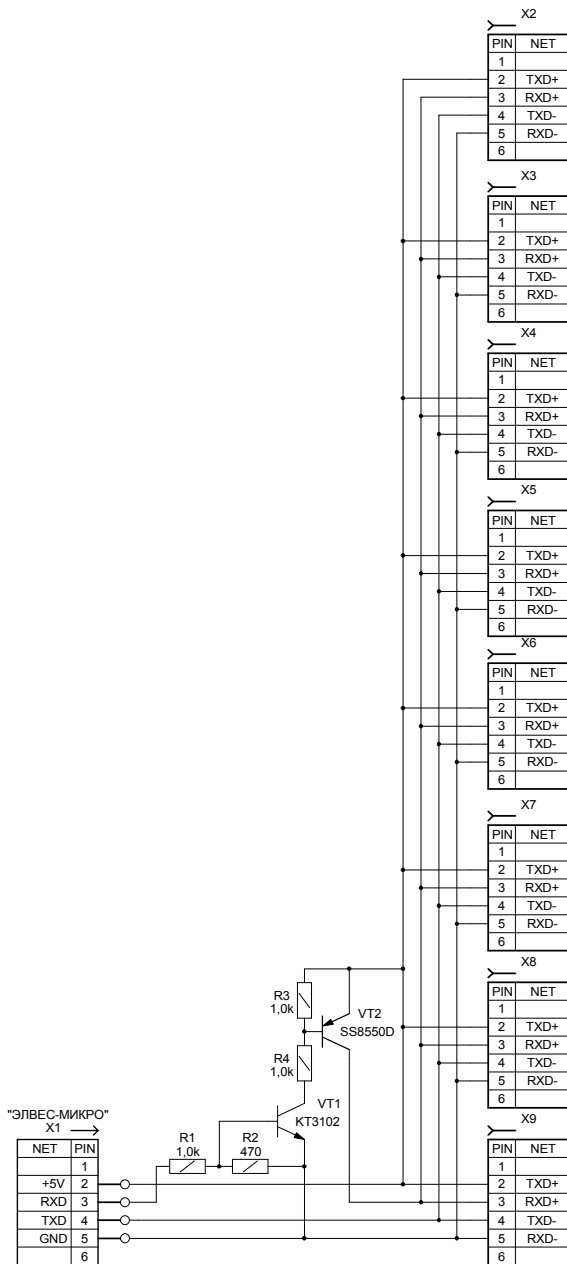 X2
PIN NET
1
2 TXD+
3 RXD+
4 TXD-
5 RXD-
6
X3
PIN NET
1
2 TXD+
3 RXD+
4 TXD-
5 RXD-
6
X4
PIN NET
1
2 TXD+
3 RXD+
4 TXD-
5 RXD-
6
X5
PIN NET
1
2 TXD+
3 RXD+
4 TXD-
5 RXD-
6
X6
PIN NET
1
2 TXD+
3 RXD+
4 TXD-
5 RXD-
6
X7
PIN NET
1
2 TXD+
3 RXD+
4 TXD-
5 RXD-
6
X8
PIN NET
1
2 TXD+
3 RXD+
4 TXD-
5 RXD-
6
X9
PIN NET
1
2 TXD+
3 RXD+
4 TXD-
5 RXD-
6
R3
1,0k
VT2
SS8550D
R4
1,0k
VT1
KT3102
R1
1,0k
R2
470
"ЭЛВЕС-МИКРО"
X1
NET PIN
1
+5V 2
RXD 3
TXD 4
GND 5
6